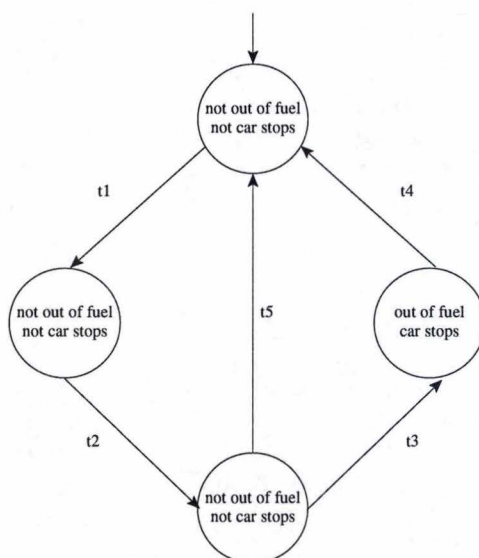 not out of fuel
not car stops
t1
t4
not out of fuel
not car stops
t5
out of fuel
car stops
t2
t3
not out of fuel
not car stops